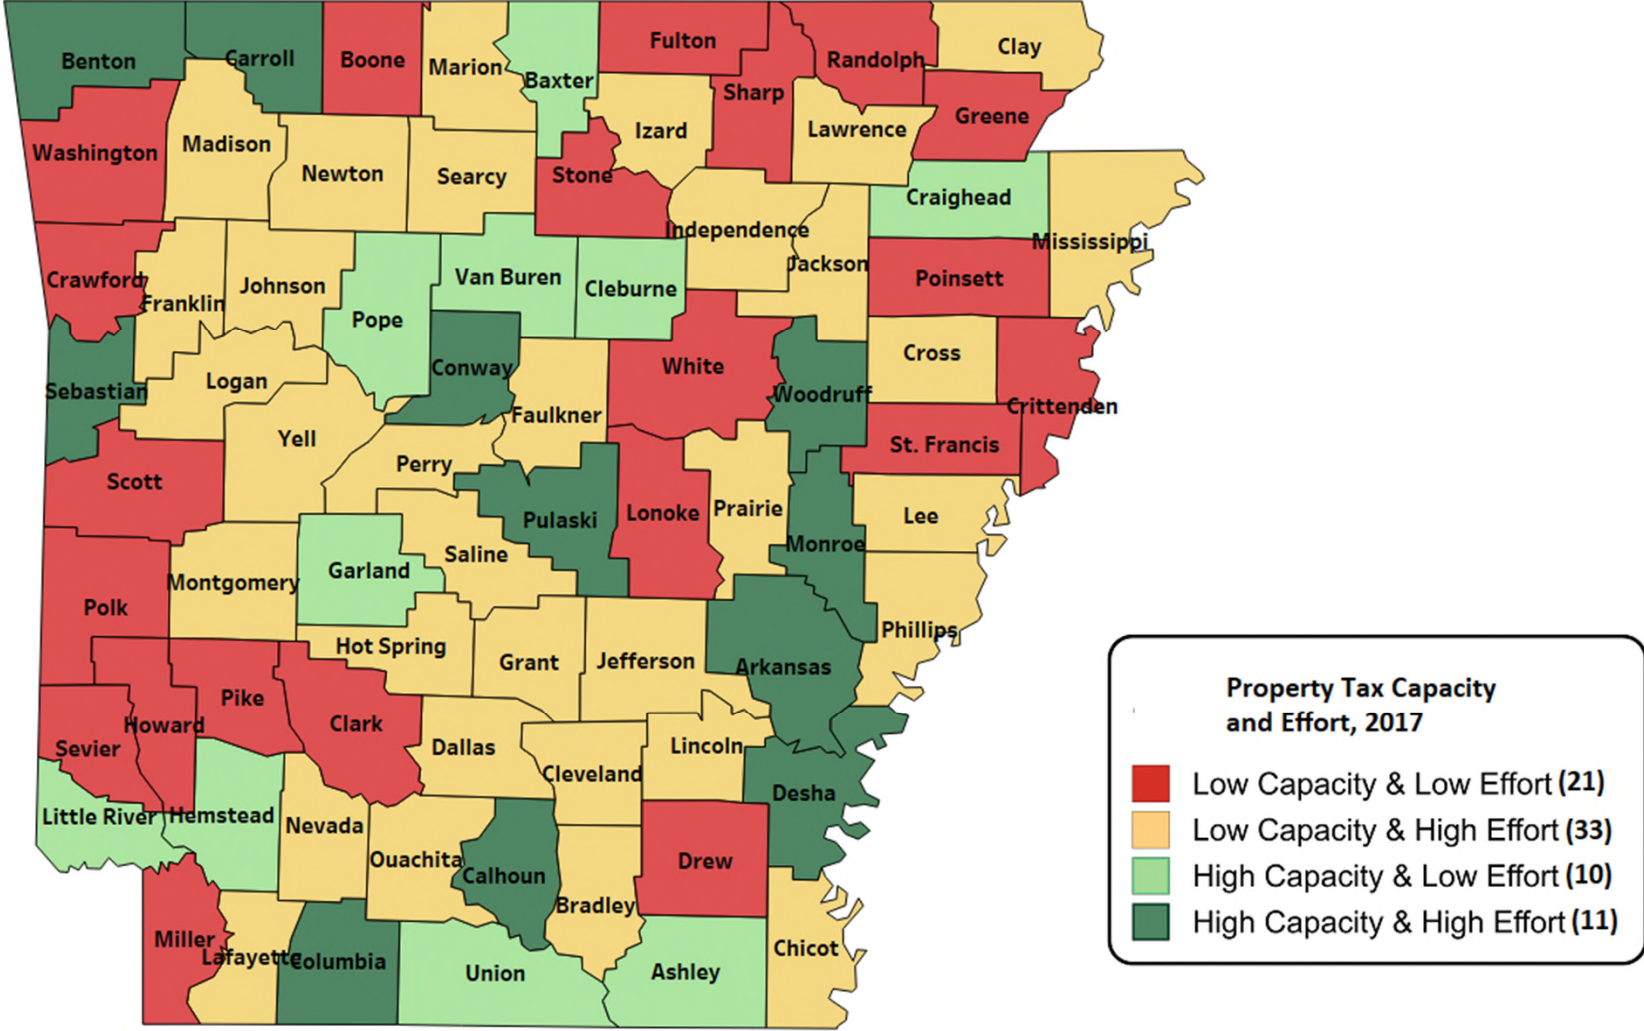 Benton
Carroll
Boone
Marion
Baxter
Fulton
Sharp
Randolph
Clay
Greene
Washington
Madison
Newton
Searcy
Stone
Izard
Lawrence
Craighead
Mississippi
Crawford
Franklin
Johnson
Pope
Van Buren
Cleburne
Independence
Jackson
Poinsett
Sebastian
Logan
Conway
Faulkner
White
Woodruff
Cross
Crittenden
Yell
Perry
St. Francis
Scott
Pulaski
Lonoke
Prairie
Monroe
Lee
Montgomery
Garland
Saline
Polk
Hot Spring
Grant
Jefferson
Arkansas
Phillips
Pike
Howard
Sevier
Clark
Dallas
Cleveland
Lincoln
Desha
Little River
Hemstead
Nevada
Ouachita
Calhoun
Bradley
Drew
Miller
Lafayette
Columbia
Union
Ashley
Chicot
Property Tax Capacity
and Effort, 2017
Low Capacity & Low Effort (21)
Low Capacity & High Effort (33)
High Capacity & Low Effort (10)
High Capacity & High Effort (11)